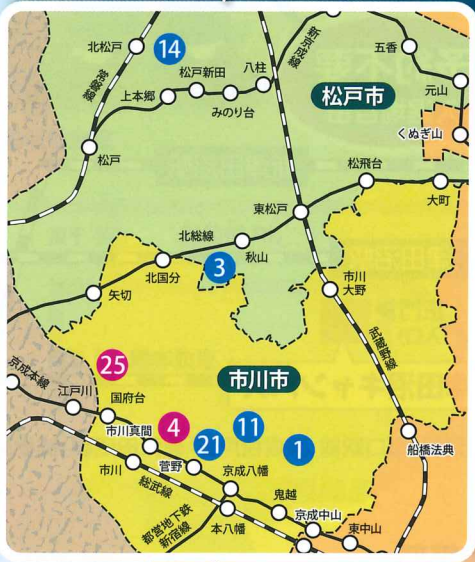 北松戸
14
新京成線
五香
常磐線
松戸新田
八柱
元山
上本郷
みのり台
松戸市
くぬぎ山
松戸
松飛台
大町
東松戸
北総線
秋山
北国分
3
市川
大野
矢切
武蔵野線
25
市川市
京成本線
江戸川
国府台
市川真間
4
11
21
1
船橋法典
菅野
市川
京成八幡
総武線
鬼越
本八幡
京成中山
都営地下鉄
新宿線
東中山